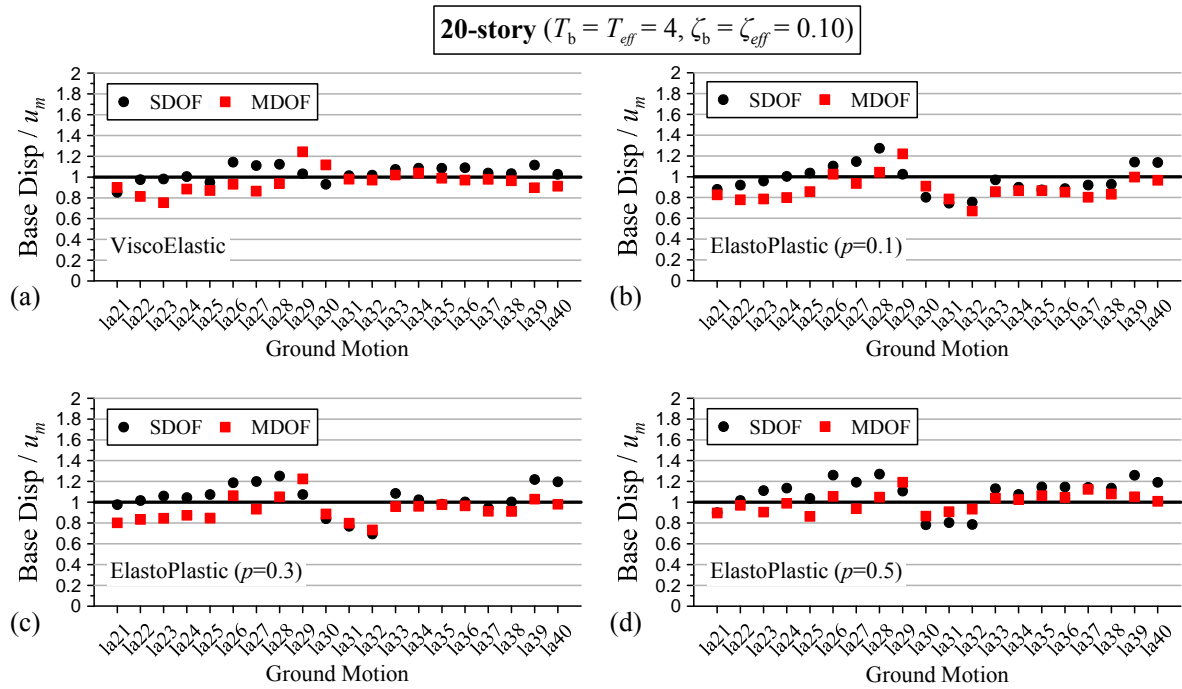 20-story (T_b = T_eff = 4, ζ_b = ζ_eff = 0.10)
Base Disp / u_m
2
1.8
1.6
1.4
1.2
1
0.8
0.6
0.4
0.2
0
SDOF MDOF
ViscoElastic
(a)
la21 la22 la23 la24 la25 la26 la27 la28 la29 la30 la31 la32 la33 la34 la35 la36 la37 la38 la39 la40
Ground Motion
Base Disp / u_m
2
1.8
1.6
1.4
1.2
1
0.8
0.6
0.4
0.2
0
SDOF MDOF
ElastoPlastic (p=0.1)
(b)
la21 la22 la23 la24 la25 la26 la27 la28 la29 la30 la31 la32 la33 la34 la35 la36 la37 la38 la39 la40
Ground Motion
Base Disp / u_m
2
1.8
1.6
1.4
1.2
1
0.8
0.6
0.4
0.2
0
SDOF MDOF
ElastoPlastic (p=0.3)
(c)
la21 la22 la23 la24 la25 la26 la27 la28 la29 la30 la31 la32 la33 la34 la35 la36 la37 la38 la39 la40
Ground Motion
Base Disp / u_m
2
1.8
1.6
1.4
1.2
1
0.8
0.6
0.4
0.2
0
SDOF MDOF
ElastoPlastic (p=0.5)
(d)
la21 la22 la23 la24 la25 la26 la27 la28 la29 la30 la31 la32 la33 la34 la35 la36 la37 la38 la39 la40
Ground Motion